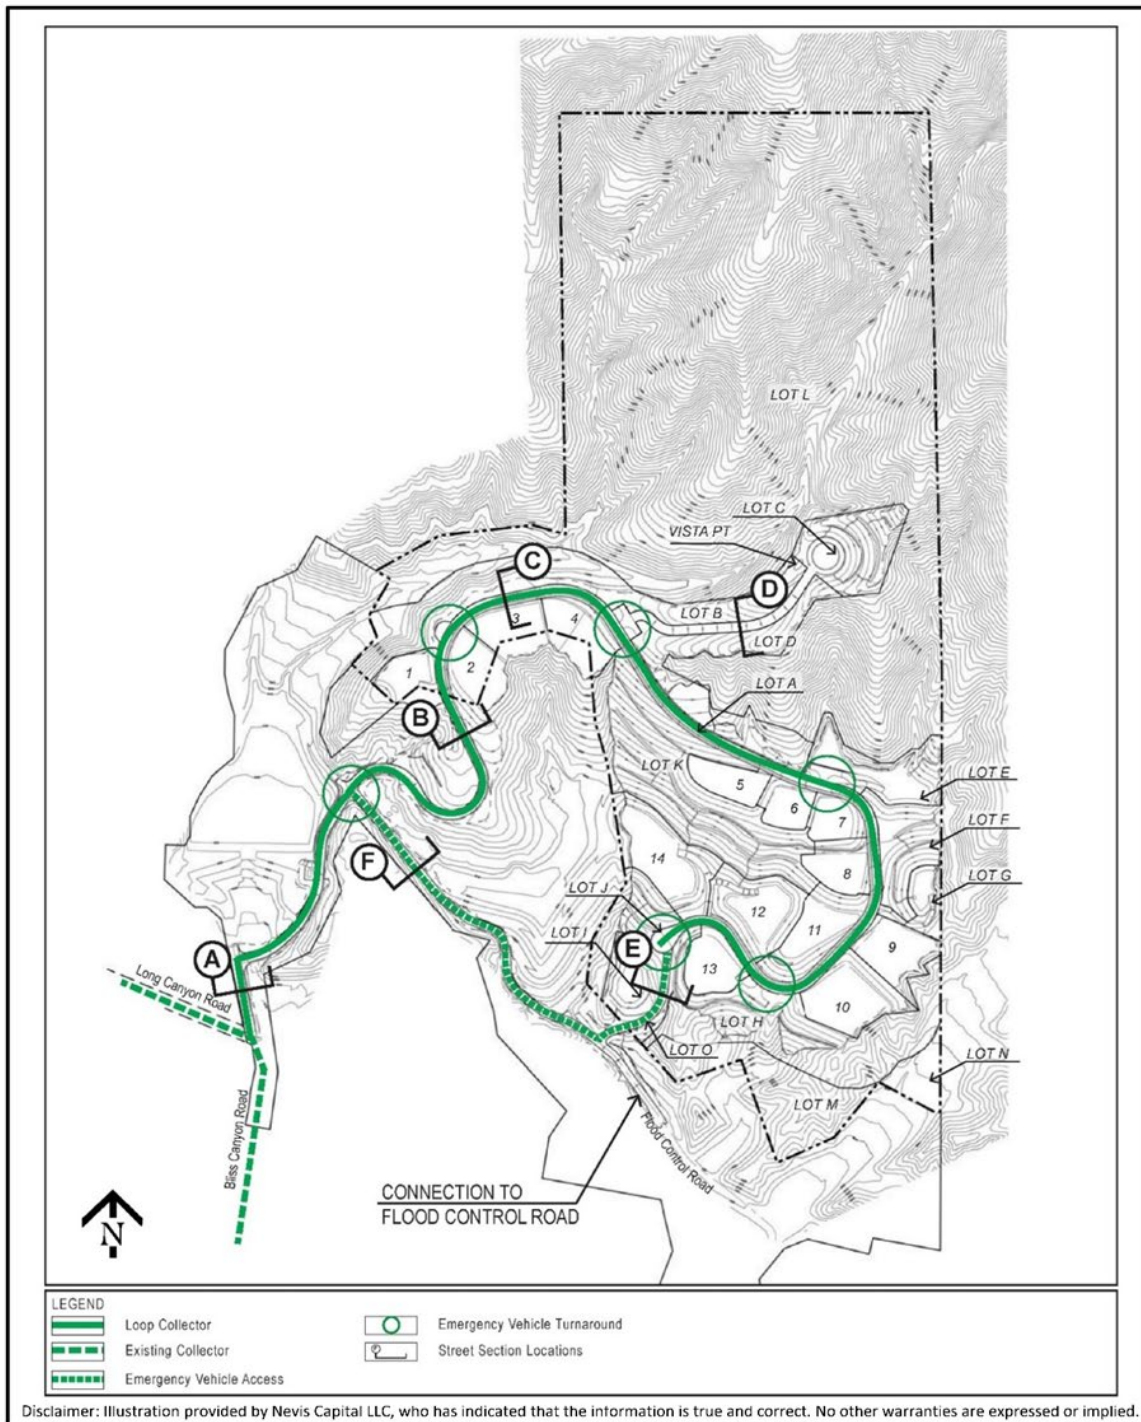 LOT L
LOT C
VISTA PT
C
D
LOT B
3
4
LOT D
1
2
LOT A
B
LOT K
5
LOT E
6
7
LOT F
F
14
8
LOT G
LOT J
12
11
LOT I
9
E
A
13
10
Long Canyon Road
LOT H
LOT O
LOT N
LOT M
Bliss Canyon Road
Flood Control Road
CONNECTION TO
FLOOD CONTROL ROAD
N
LEGEND
Loop Collector
Emergency Vehicle Turnaround
Existing Collector
Street Section Locations
Emergency Vehicle Access
Disclaimer: Illustration provided by Nevis Capital LLC, who has indicated that the information is true and correct. No other warranties are expressed or implied.